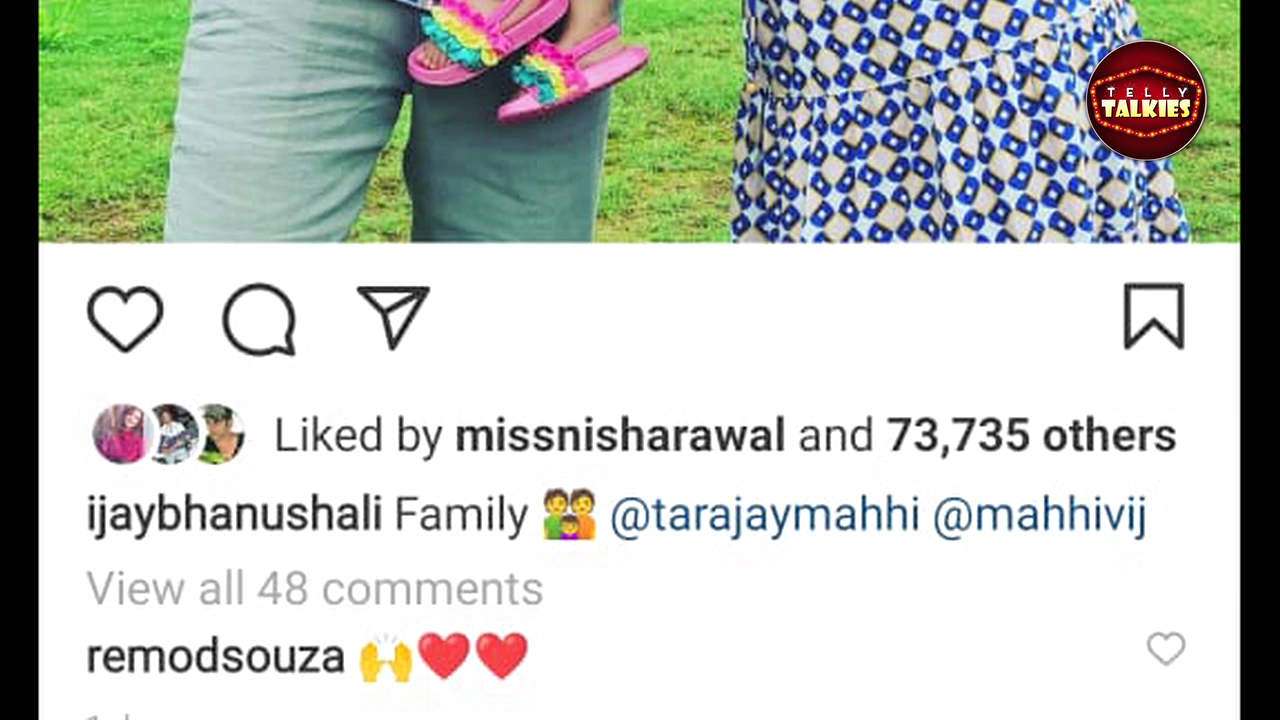 TELLY
TALKIES
Liked by missnisharawal and 73,735 others
ijaybhanushali Family 👨‍👩‍👧 @tarajaymahhi @mahhivij
View all 48 comments
remodsouza 🙌❤️❤️